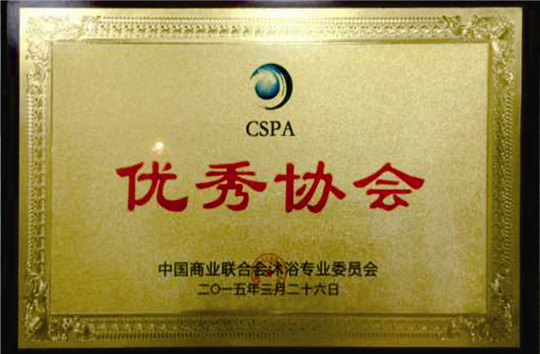 CSPA
优秀协会
中国商业联合会沐浴专业委员会
二〇一五年三月二十六日